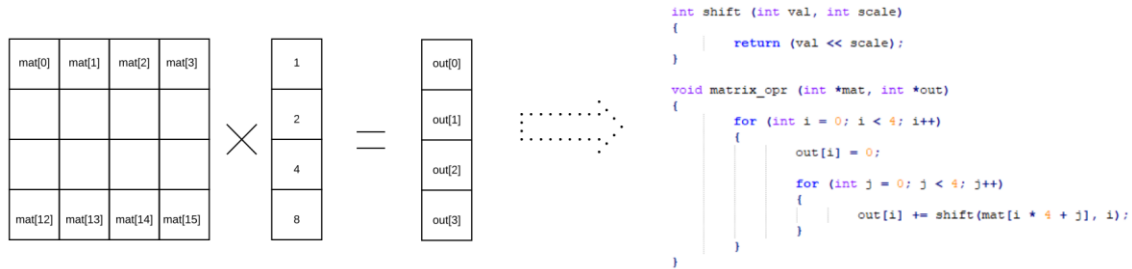 mat[0] mat[1] mat[2] mat[3]
mat[12] mat[13] mat[14] mat[15]
1
2
4
8
out[0]
out[1]
out[2]
out[3]
int shift (int val, int scale)
{
return (val << scale);
}
void matrix_opr (int *mat, int *out)
{
for (int i = 0; i < 4; i++)
{
out[i] = 0;
for (int j = 0; j < 4; j++)
{
out[i] += shift(mat[i * 4 + j], i);
}
}
}